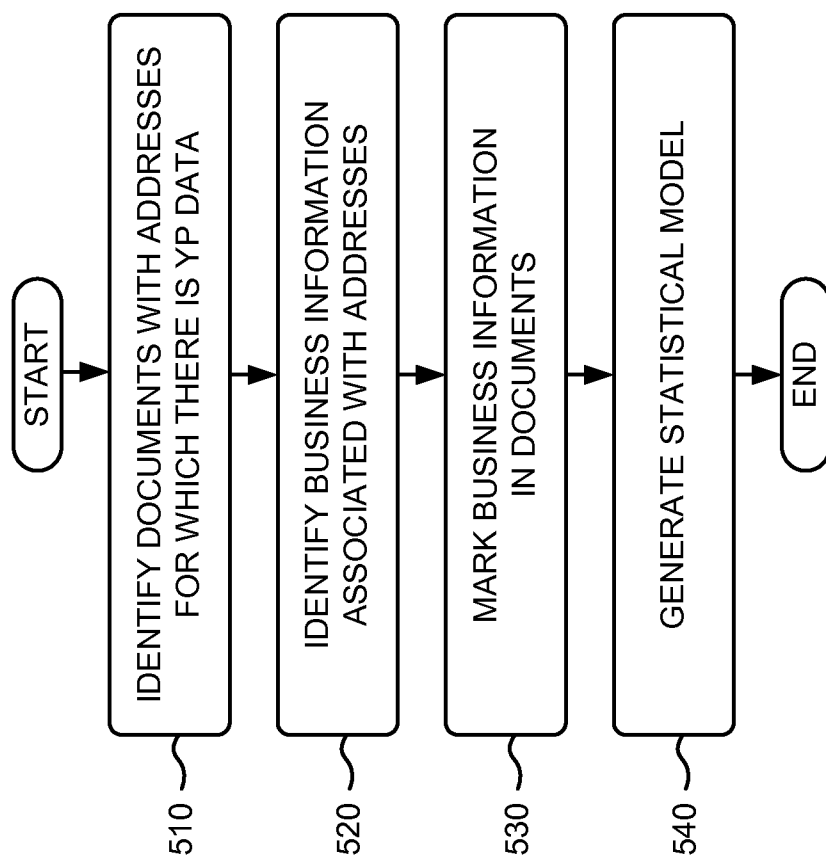 START
510
IDENTIFY DOCUMENTS WITH ADDRESSES
FOR WHICH THERE IS YP DATA
520
IDENTIFY BUSINESS INFORMATION
ASSOCIATED WITH ADDRESSES
530
MARK BUSINESS INFORMATION
IN DOCUMENTS
540
GENERATE STATISTICAL MODEL
END